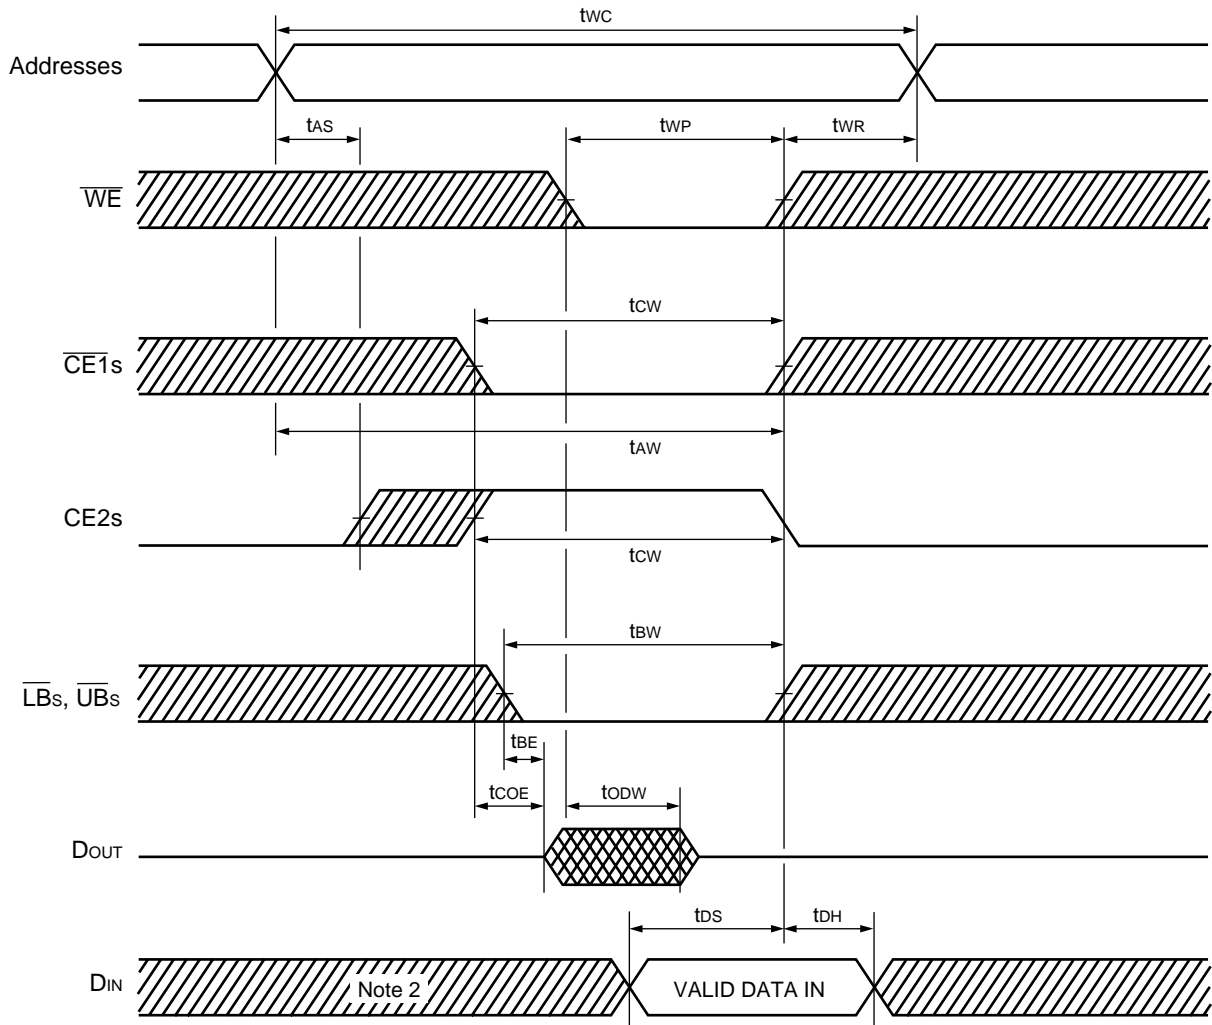 tWC
Addresses
tAS
tWP
tWR
WE
tCW
CE1s
tAW
CE2s
tCW
tBW
LBs, UBs
tBE
tCOE
tODW
DOUT
tDS
tDH
DIN
Note 2
VALID DATA IN